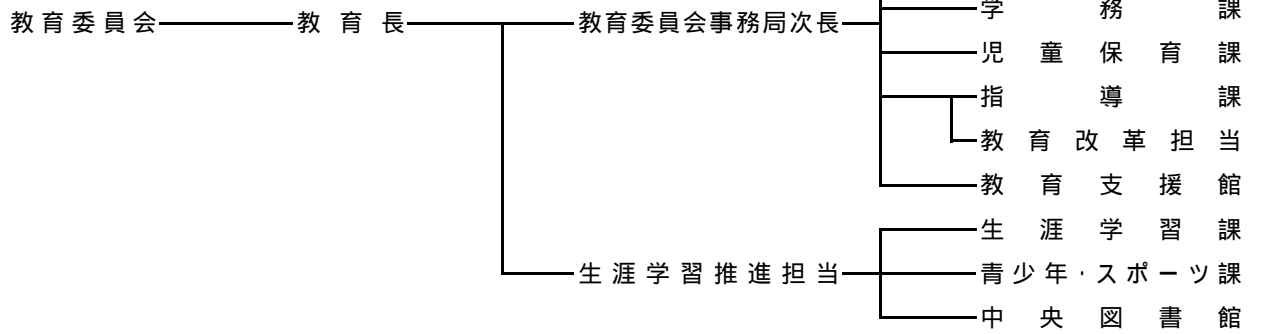 学務課
教育委員会 教育長 教育委員会事務局次長
児童保育課
指導課
教育改革担当
教育支援館
生涯学習課
生涯学習推進担当 青少年・スポーツ課
中央図書館